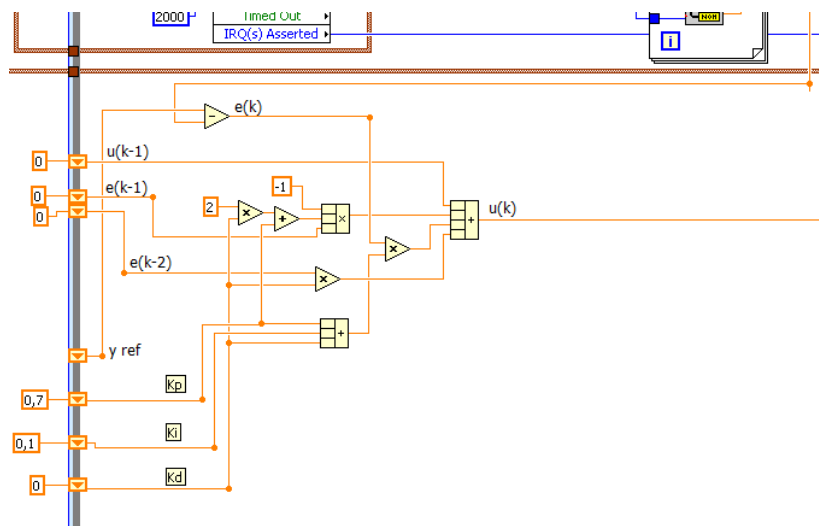 Timed Out
2000
IRQ(s) Asserted
NOM
i
e(k)
-
u(k-1)
0
-1
0
e(k-1)
2
×
+
×
u(k)
+
0
e(k-2)
×
×
+
y ref
Kp
0,7
Ki
0,1
Kd
0